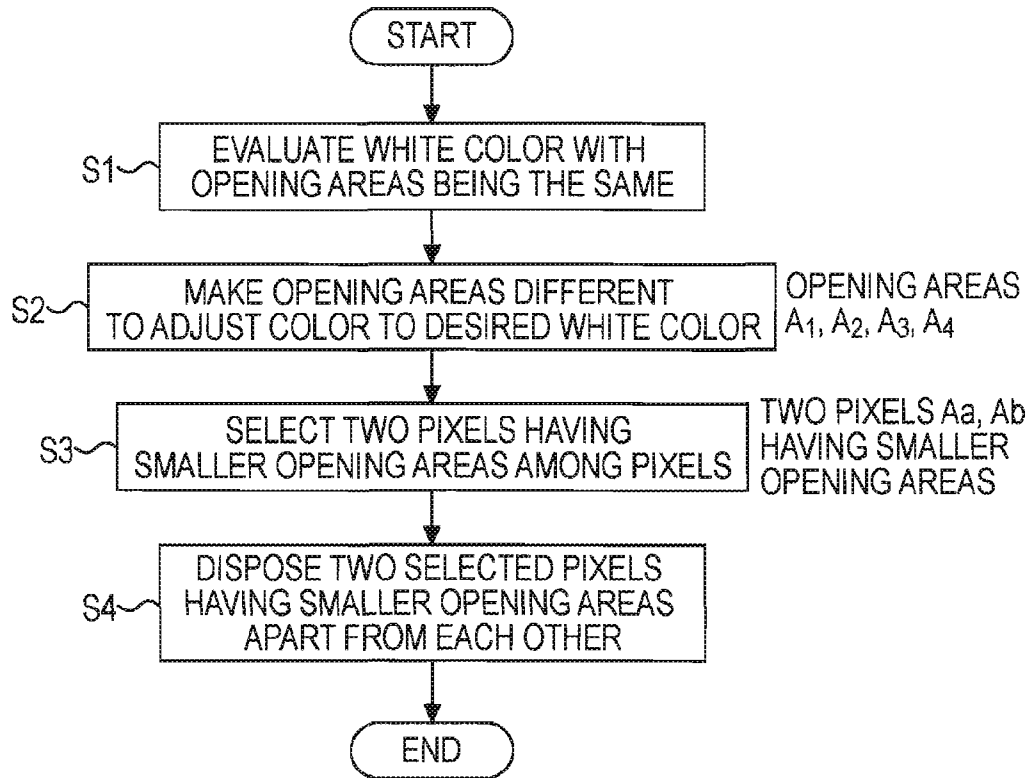 START
S1
EVALUATE WHITE COLOR WITH
OPENING AREAS BEING THE SAME
S2
MAKE OPENING AREAS DIFFERENT
TO ADJUST COLOR TO DESIRED WHITE COLOR
OPENING AREAS
A1, A2, A3, A4
S3
SELECT TWO PIXELS HAVING
SMALLER OPENING AREAS AMONG PIXELS
TWO PIXELS Aa, Ab
HAVING SMALLER
OPENING AREAS
S4
DISPOSE TWO SELECTED PIXELS
HAVING SMALLER OPENING AREAS
APART FROM EACH OTHER
END